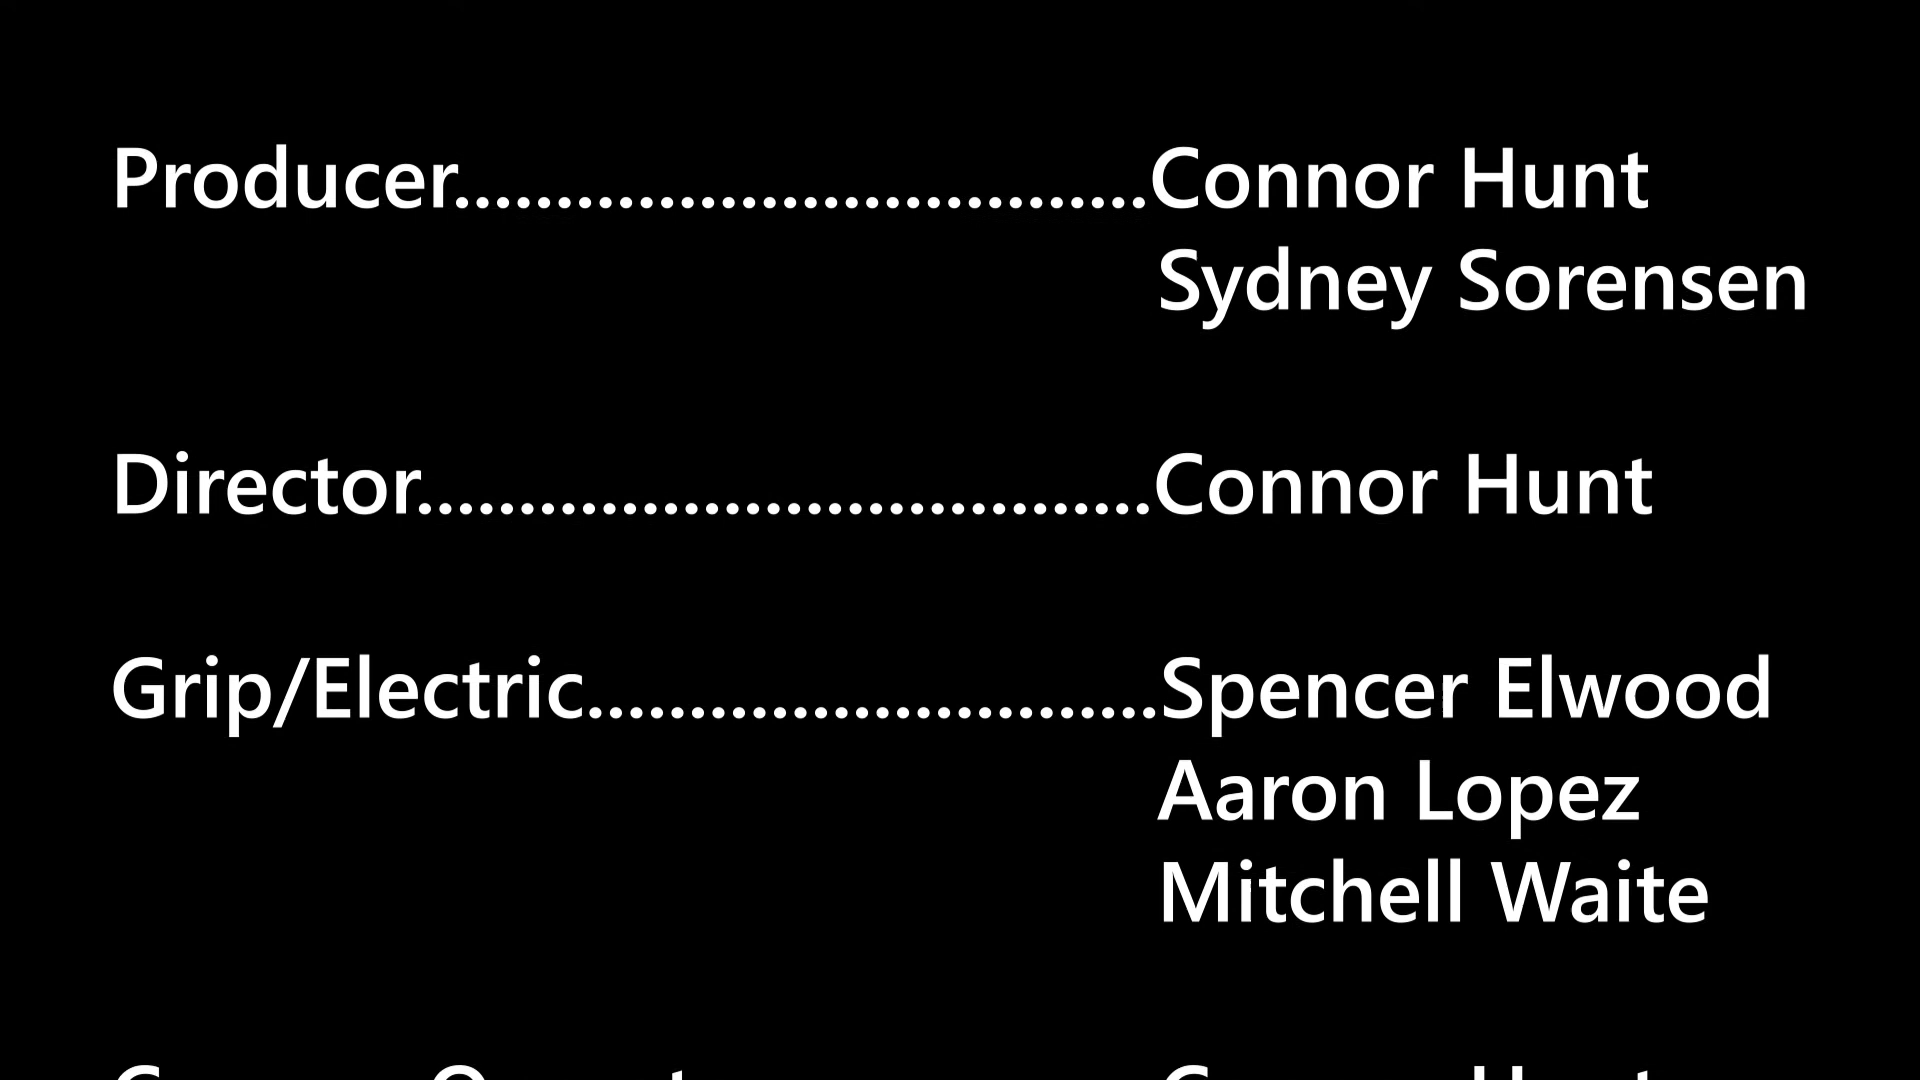 Producer..................................Connor Hunt
Sydney Sorensen
Director....................................Connor Hunt
Grip/Electric............................Spencer Elwood
Aaron Lopez
Mitchell Waite